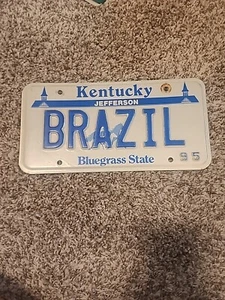 Kentucky
JEFFERSON
BRAZIL
Bluegrass State 95